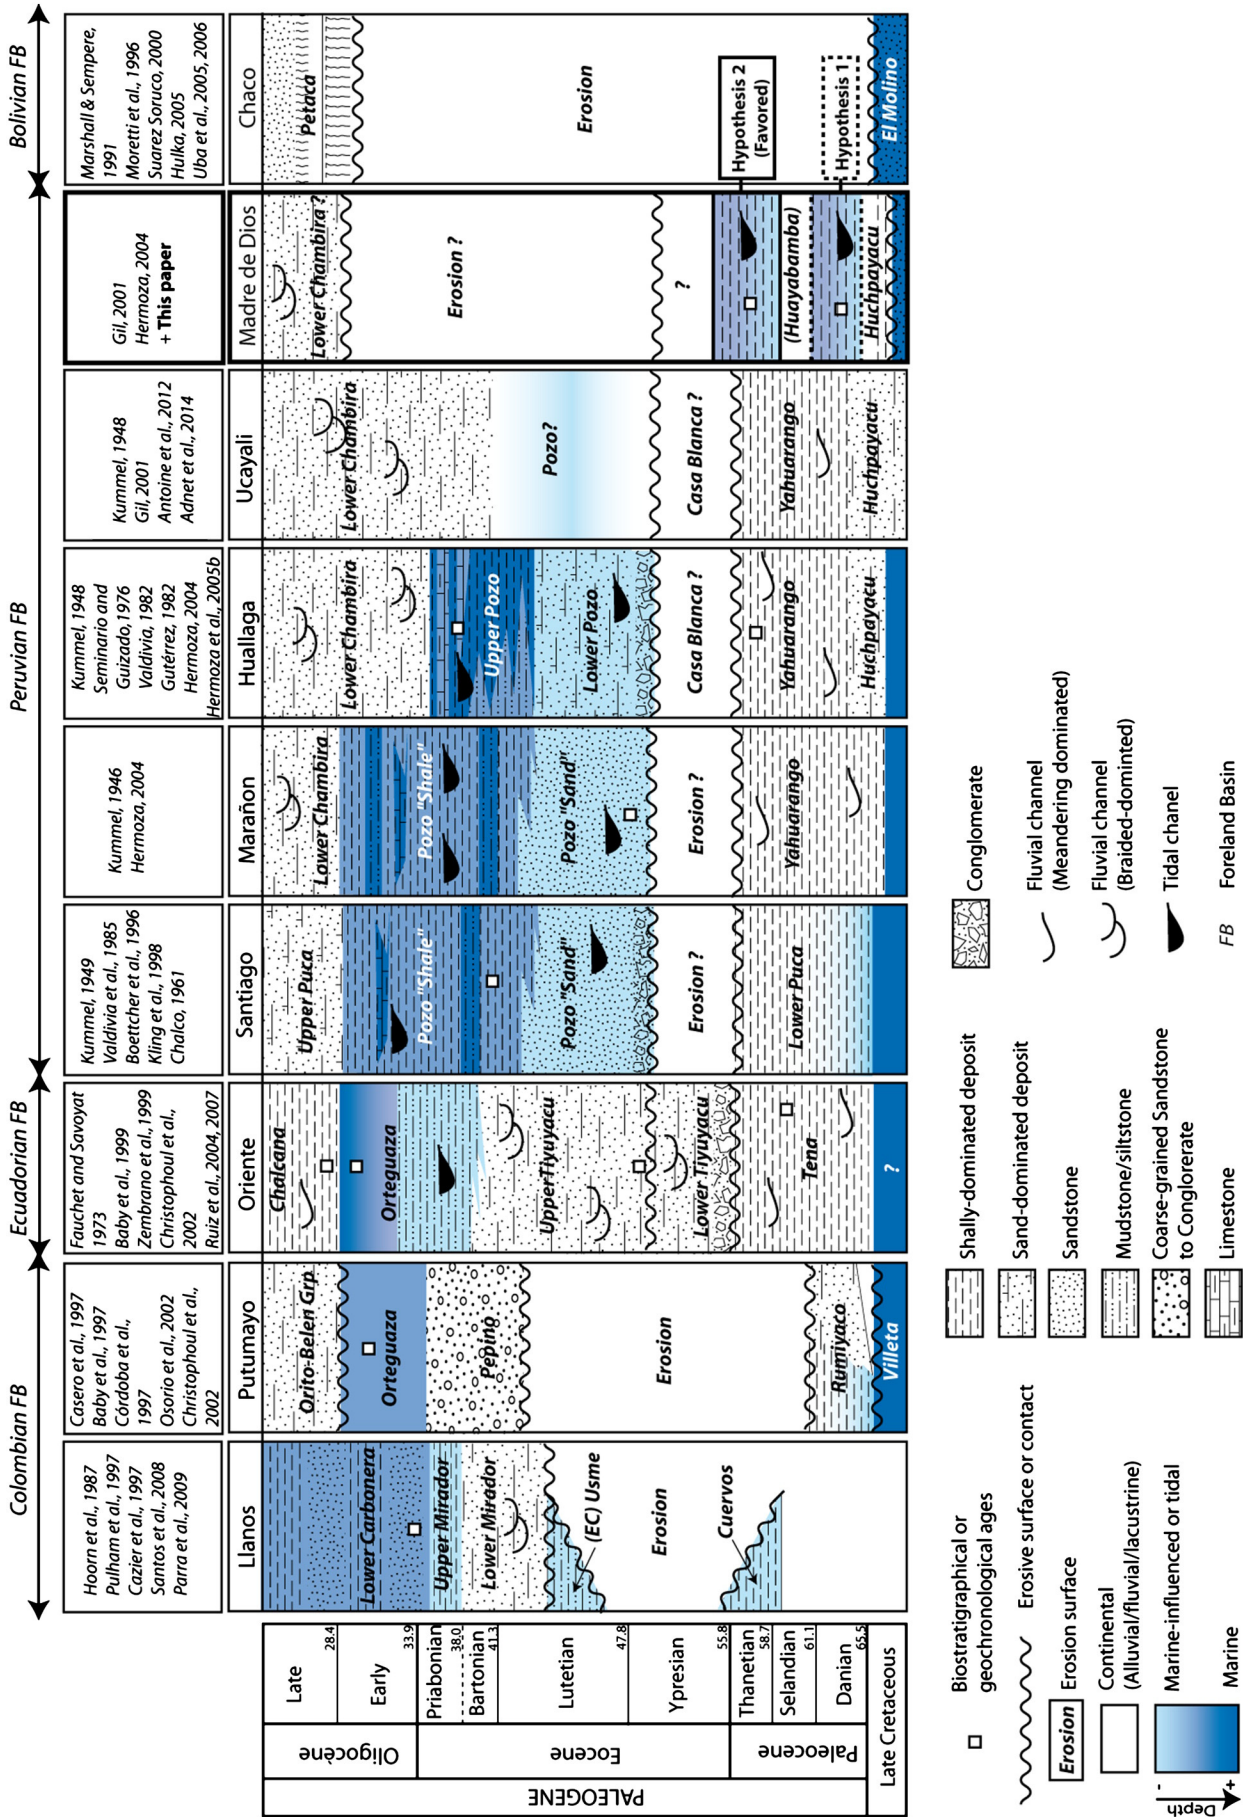 Colombian FB
Ecuadorian FB
Peruvian FB
Bolivian FB
Hoorn et al., 1987
Pulham et al., 1997
Cazier et al., 1997
Santos et al., 2008
Parra et al., 2009
Casero et al., 1997
Baby et al., 1997
Córdoba et al.,
1997
Osorio et al., 2002
Christophoul et al.,
2002
Fauchet and Savoyat
1973
Baby et al., 1999
Zembrano et al., 1999
Christophoul et al.,
2002
Ruiz et al., 2004, 2007
Kummel, 1949
Valdivia et al., 1985
Boettcher et al., 1996
Kling et al., 1998
Chalco, 1961
Kummel, 1946
Hermoza, 2004
Kummel, 1948
Seminario and
Guizado,1976
Valdivia, 1982
Gutérrez, 1982
Hermoza, 2004
Hermoza et al., 2005b
Kummel, 1948
Gil, 2001
Antoine et al., 2012
Adnet et al., 2014
Gil, 2001
Hermoza, 2004
+ This paper
Marshall & Sempere,
1991
Moretti et al., 1996
Suarez Soruco, 2000
Hulka, 2005
Uba et al., 2005, 2006
Llanos
Putumayo
Oriente
Santiago
Marañon
Huallaga
Ucayali
Madre de Dios
Chaco
PALEOGENE
Oligocène
Eocene
Paleocene
Late Cretaceous
Late
28.4
Early
33.9
Priabonian
38.0
Bartonian
41.3
Lutetian
47.8
Ypresian
55.8
Thanetian
58.7
Selandian
61.1
Danian
65.5
Lower Carbonera
Upper Mirador
Lower Mirador
(EC) Usme
Erosion
Cuervos
Orito-Belen Grp
Orteguaza
Pepino
Erosion
Rumiyaco
Villeta
Chalcana
Orteguaza
Upper Tiyuyacu
Lower Tiyuyacu
Tena
?
Upper Puca
Pozo "Shale"
Pozo "Sand"
Erosion ?
Lower Puca
Lower Chambira
Pozo "Shale"
Pozo "Sand"
Erosion ?
Yahuarango
Lower Chambira
Upper Pozo
Lower Pozo
Casa Blanca ?
Yahuarango
Huchpayacu
Lower Chambira
Pozo?
Casa Blanca ?
Yahuarango
Huchpayacu
Lower Chambira ?
Erosion ?
?
(Huayabamba)
Huchpayacu
Petaca
Erosion
Hypothesis 2
(Favored)
Hypothesis 1
El Molino
Biostratigraphical or
geochronological ages
Erosive surface or contact
Erosion
Erosion surface
Continental
(Alluvial/fluvial/lacustrine)
Marine-influenced or tidal
Marine
-
+
Depth
Shally-dominated deposit
Sand-dominated deposit
Sandstone
Mudstone/siltstone
Coarse-grained Sandstone
to Conglorerate
Limestone
Conglomerate
Fluvial channel
(Meandering dominated)
Fluvial channel
(Braided-dominted)
Tidal chanel
FB
Foreland Basin